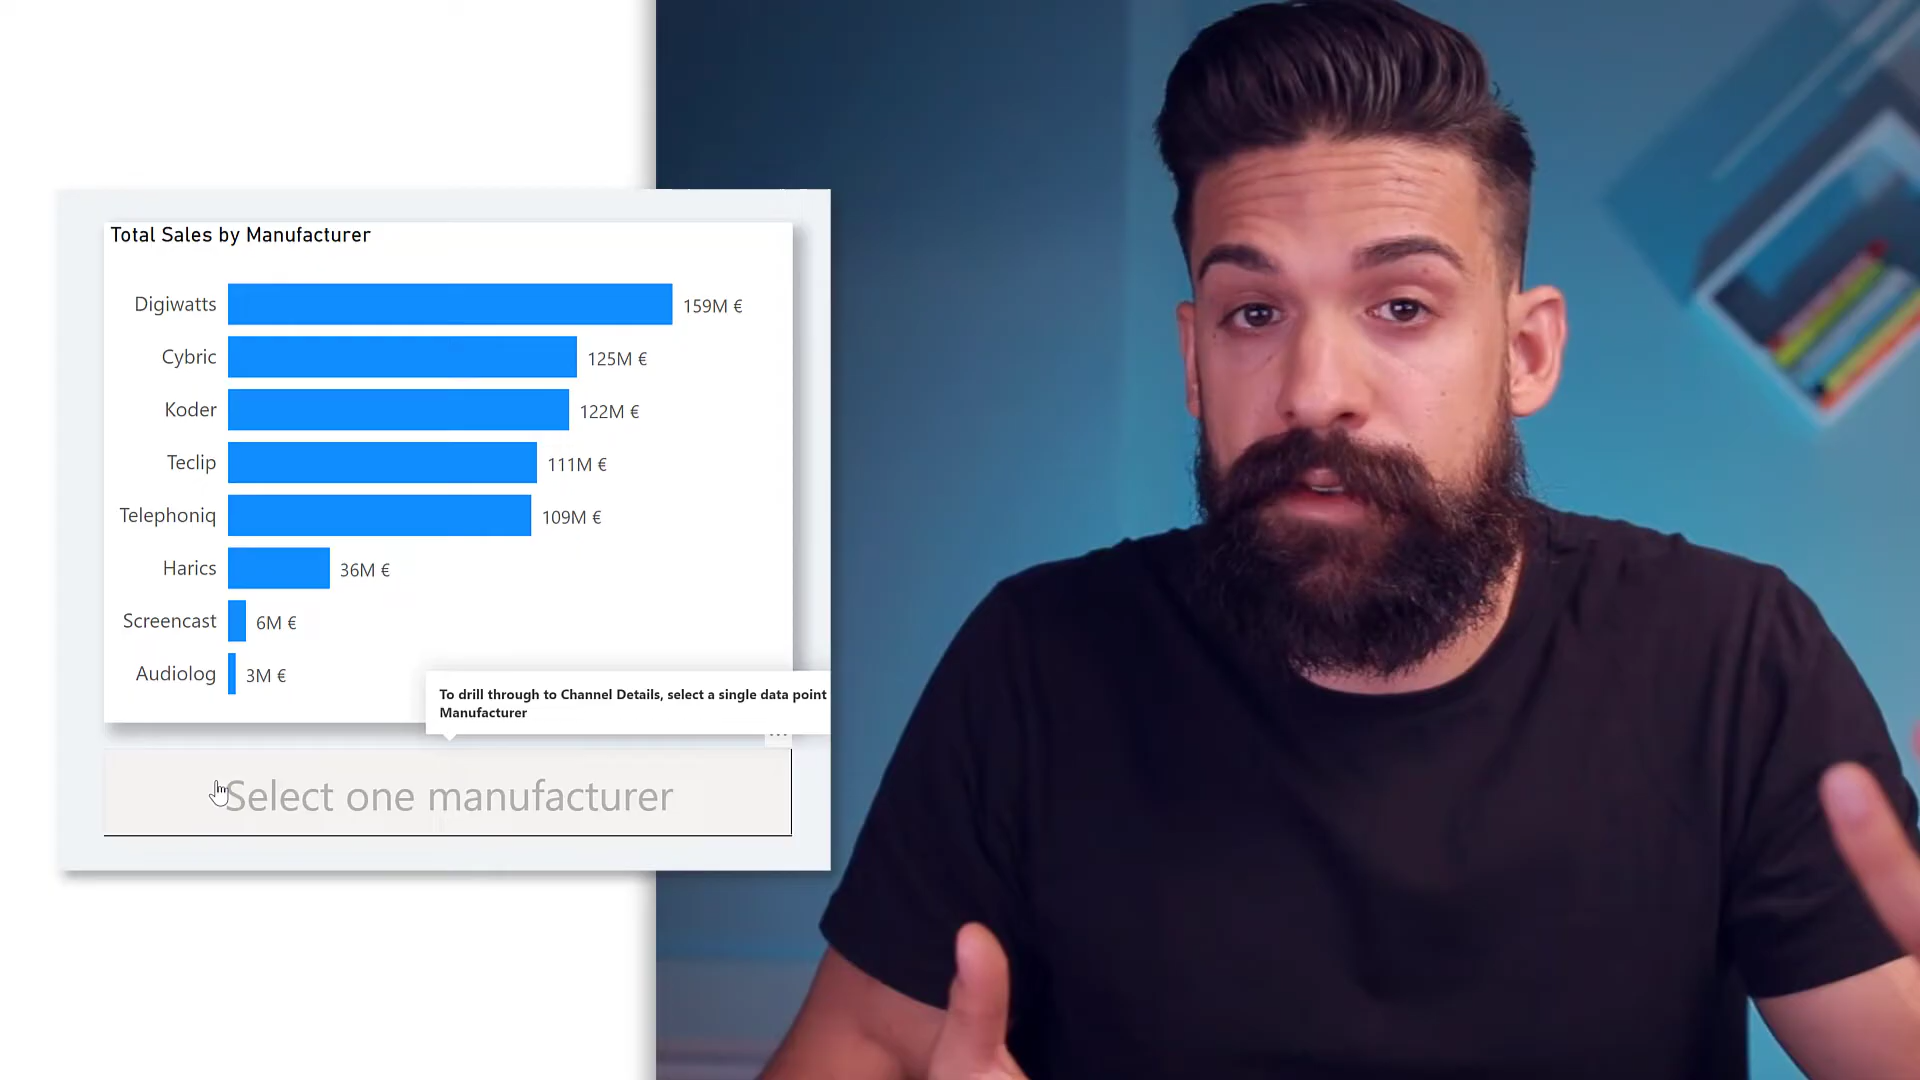 Total Sales by Manufacturer
Digiwatts 159M €
Cybric 125M €
Koder 122M €
Teclip 111M €
Telephoniq 109M €
Harics 36M €
Screencast 6M €
Audiolog 3M €
To drill through to Channel Details, select a single data point
Manufacturer
...
Select one manufacturer